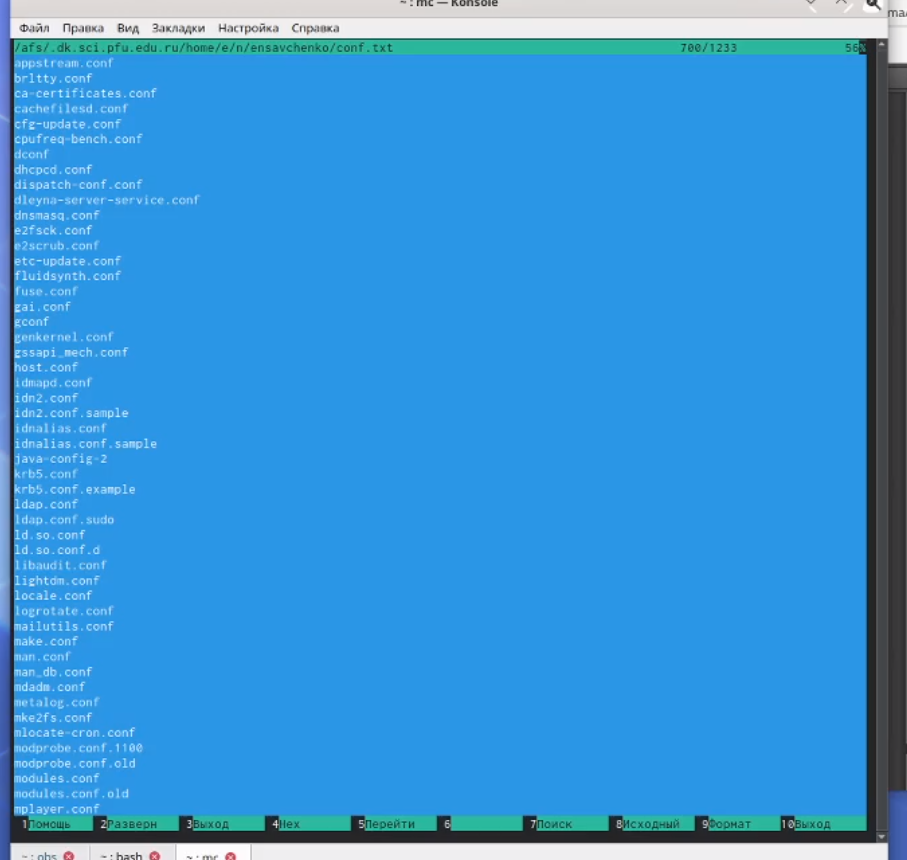 ~ : mc — Konsole
Файл Правка Вид Закладки Настройка Справка
/afs/.dk.sci.pfu.edu.ru/home/e/n/ensavchenko/conf.txt 700/1233 56%
appstream.conf
brltty.conf
ca-certificates.conf
cachefilesd.conf
cfg-update.conf
cpufreq-bench.conf
dconf
dhcpcd.conf
dispatch-conf.conf
dleyna-server-service.conf
dnsmasq.conf
e2fsck.conf
e2scrub.conf
etc-update.conf
fluidsynth.conf
fuse.conf
gai.conf
gconf
genkernel.conf
gssapi_mech.conf
host.conf
idmapd.conf
idn2.conf
idn2.conf.sample
idnalias.conf
idnalias.conf.sample
java-config-2
krb5.conf
krb5.conf.example
ldap.conf
ldap.conf.sudo
ld.so.conf
ld.so.conf.d
libaudit.conf
lightdm.conf
locale.conf
logrotate.conf
mailutils.conf
make.conf
man.conf
man_db.conf
mdadm.conf
metalog.conf
mke2fs.conf
mlocate-cron.conf
modprobe.conf.1100
modprobe.conf.old
modules.conf
modules.conf.old
mplayer.conf
1Помощь 2Разверн 3Выход 4Hex 5Перейти 6 7Поиск 8Исходный 9Формат 10Выход
~ : obs ~ : bash ~ : mc